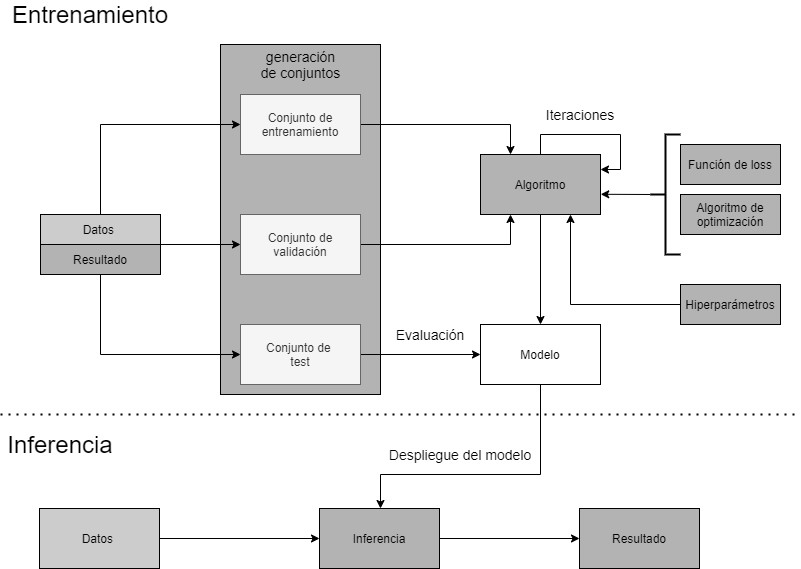 Entrenamiento
generación
de conjuntos
Conjunto de
entrenamiento
Iteraciones
Algoritmo
Función de loss
Algoritmo de
optimización
Datos
Resultado
Conjunto de
validación
Hiperparámetros
Conjunto de
test
Evaluación
Modelo
Inferencia
Despliegue del modelo
Datos
Inferencia
Resultado